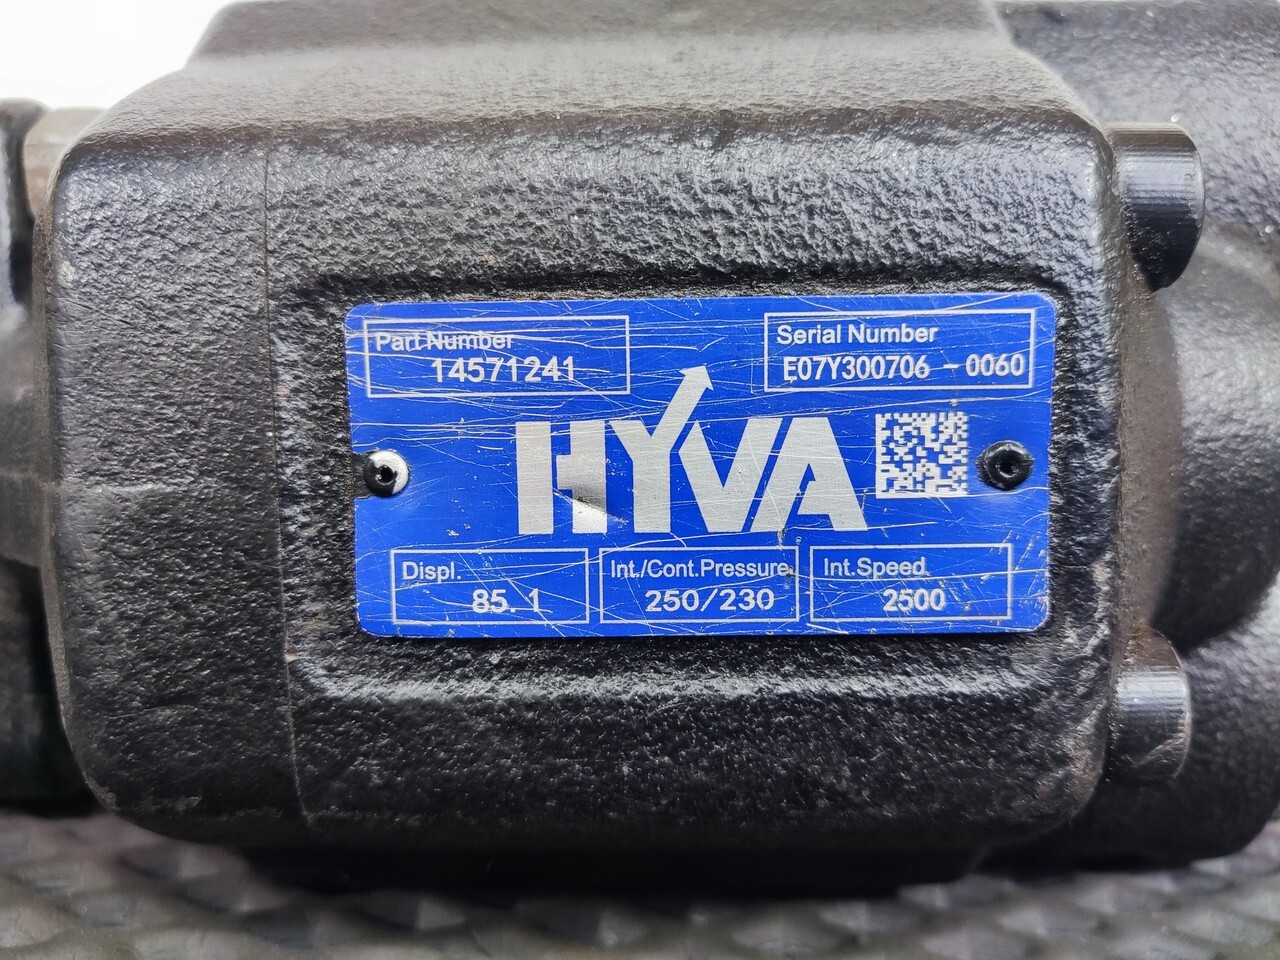 Part Number
14571241
Serial Number
E07Y300706 - 0060
HYVA
Displ.
85.1
Int./Cont.Pressure
250/230
Int.Speed
2500